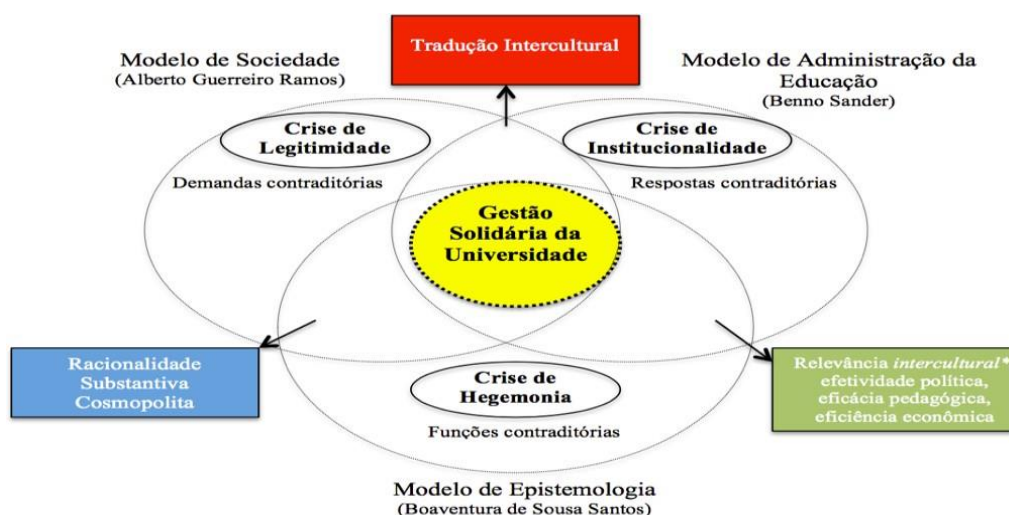 Tradução Intercultural
Modelo de Sociedade
(Alberto Guerreiro Ramos)
Modelo de Administração da
Educação
(Benno Sander)
Crise de
Legitimidade
Demandas contraditórias
Crise de
Institucionalidade
Respostas contraditórias
Gestão
Solidária da
Universidade
Racionalidade
Substantiva
Cosmopolita
Relevância intercultural*
efetividade política,
eficácia pedagógica,
eficiência econômica
Crise de
Hegemonia
Funções contraditórias
Modelo de Epistemologia
(Boaventura de Sousa Santos)